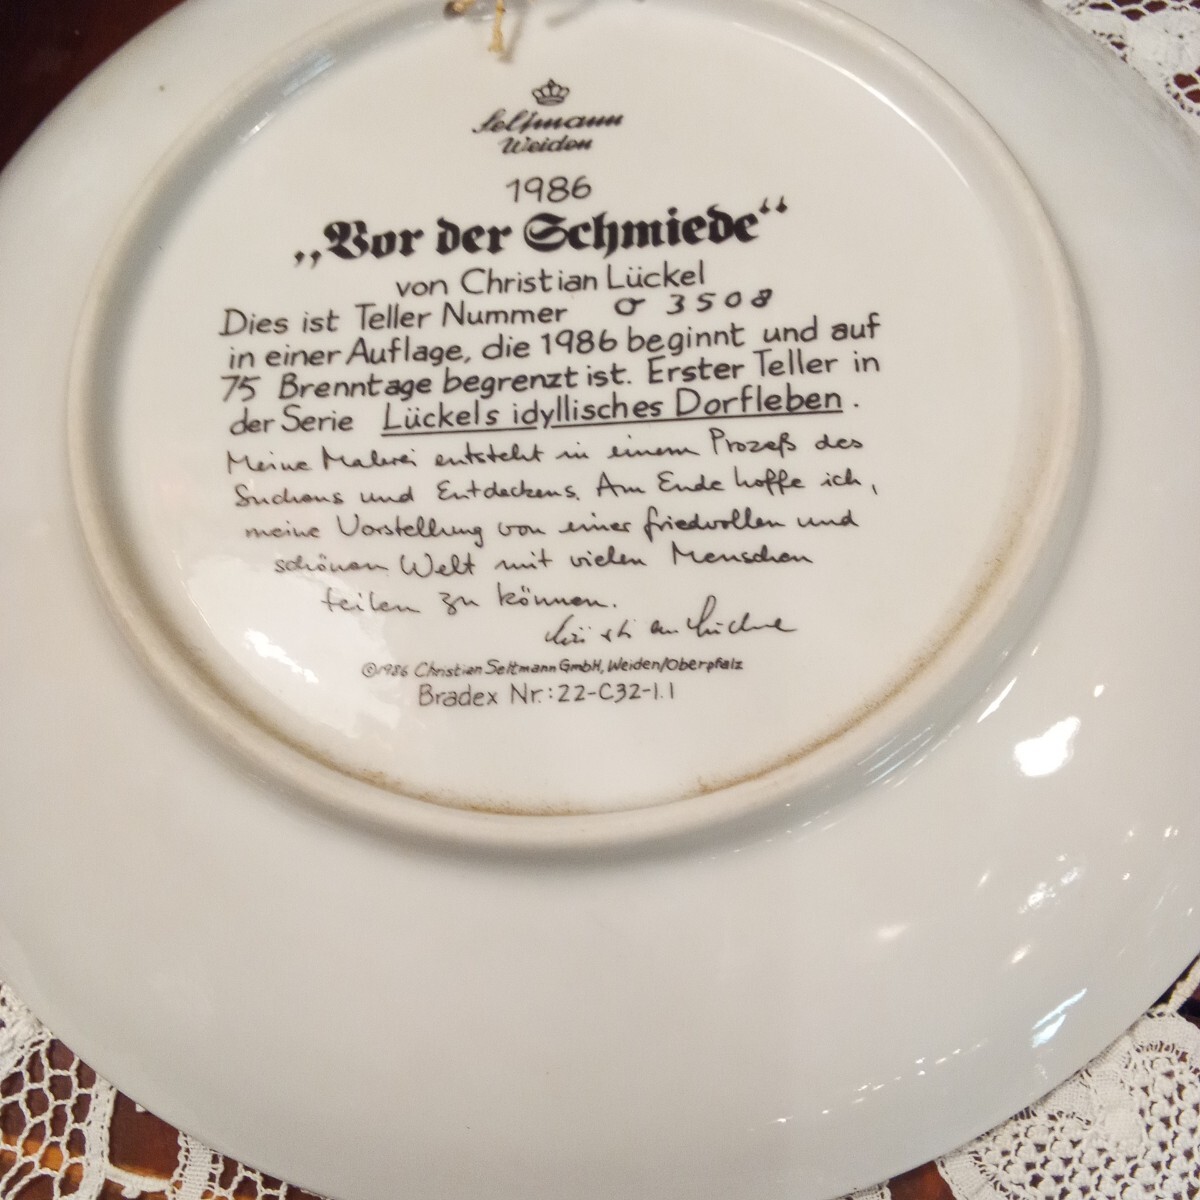 Seltmann
Weiden
1986
„Vor der Schmiede“
von Christian Lückel
Dies ist Teller Nummer σ 3508
in einer Auflage, die 1986 beginnt und auf
75 Brenntage begrenzt ist. Erster Teller in
der Serie Lückels idyllisches Dorfleben.
Meine Malerei entsteht in einem Prozeß des
Suchens und Entdeckens. Am Ende hoffe ich,
meine Vorstellung von einer friedvollen und
schönen Welt mit vielen Menschen
teilen zu können.
Christian Lückel
©1986 Christian Seltmann GmbH, Weiden/Oberpfalz
Bradex Nr.: 22-C32-1.1